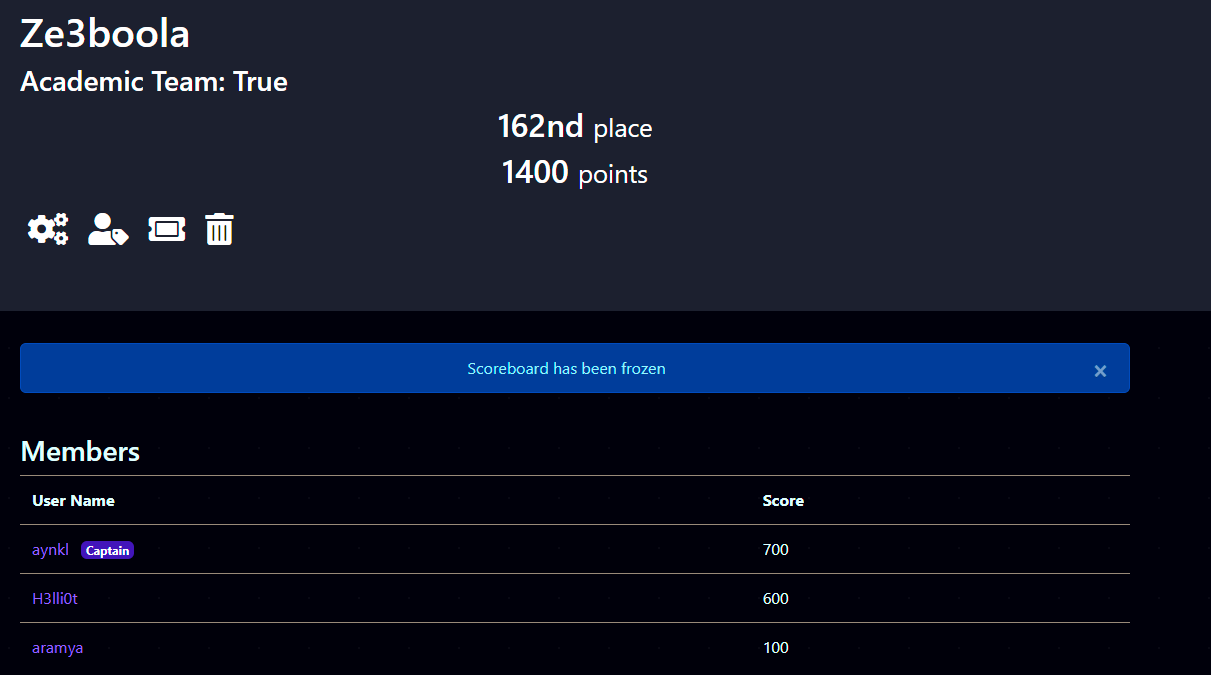 Ze3boola
Academic Team: True
162nd place
1400 points
Scoreboard has been frozen ×
Members
User Name Score
aynkl Captain 700
H3lli0t 600
aramya 100